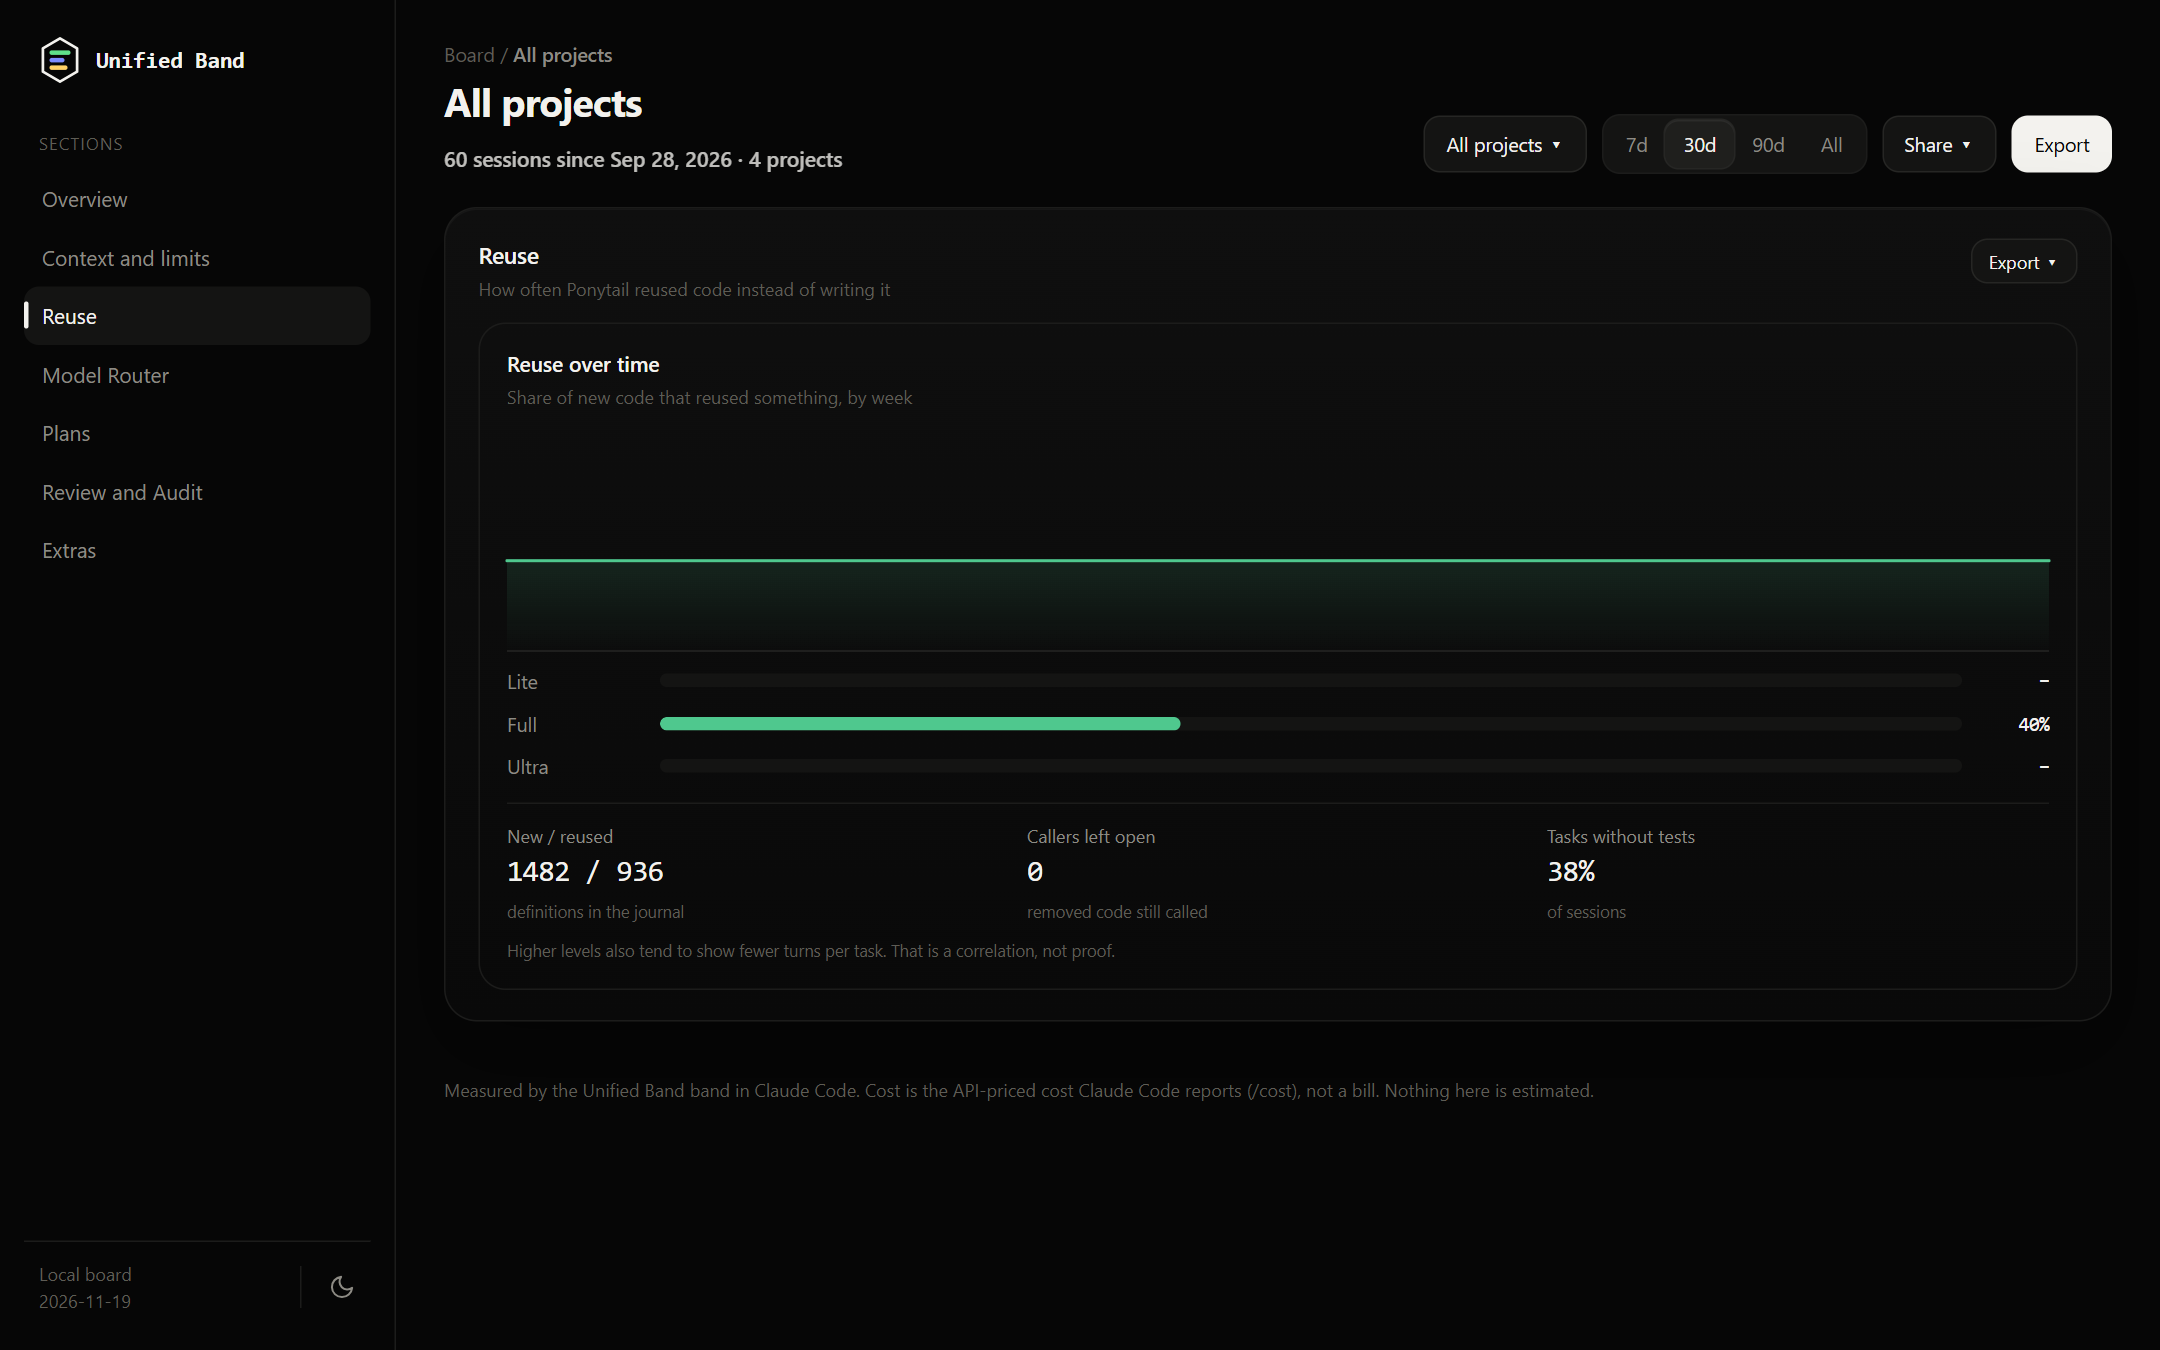 Unified Band
SECTIONS
Overview
Context and limits
Reuse
Model Router
Plans
Review and Audit
Extras
Local board
2026-11-19
Board / All projects
All projects
60 sessions since Sep 28, 2026 · 4 projects
All projects ▾
7d 30d 90d All
Share ▾
Export
Reuse
How often Ponytail reused code instead of writing it
Export ▾
Reuse over time
Share of new code that reused something, by week
Lite –
Full 40%
Ultra –
New / reused
1482 / 936
definitions in the journal
Callers left open
0
removed code still called
Tasks without tests
38%
of sessions
Higher levels also tend to show fewer turns per task. That is a correlation, not proof.
Measured by the Unified Band band in Claude Code. Cost is the API-priced cost Claude Code reports (/cost), not a bill. Nothing here is estimated.